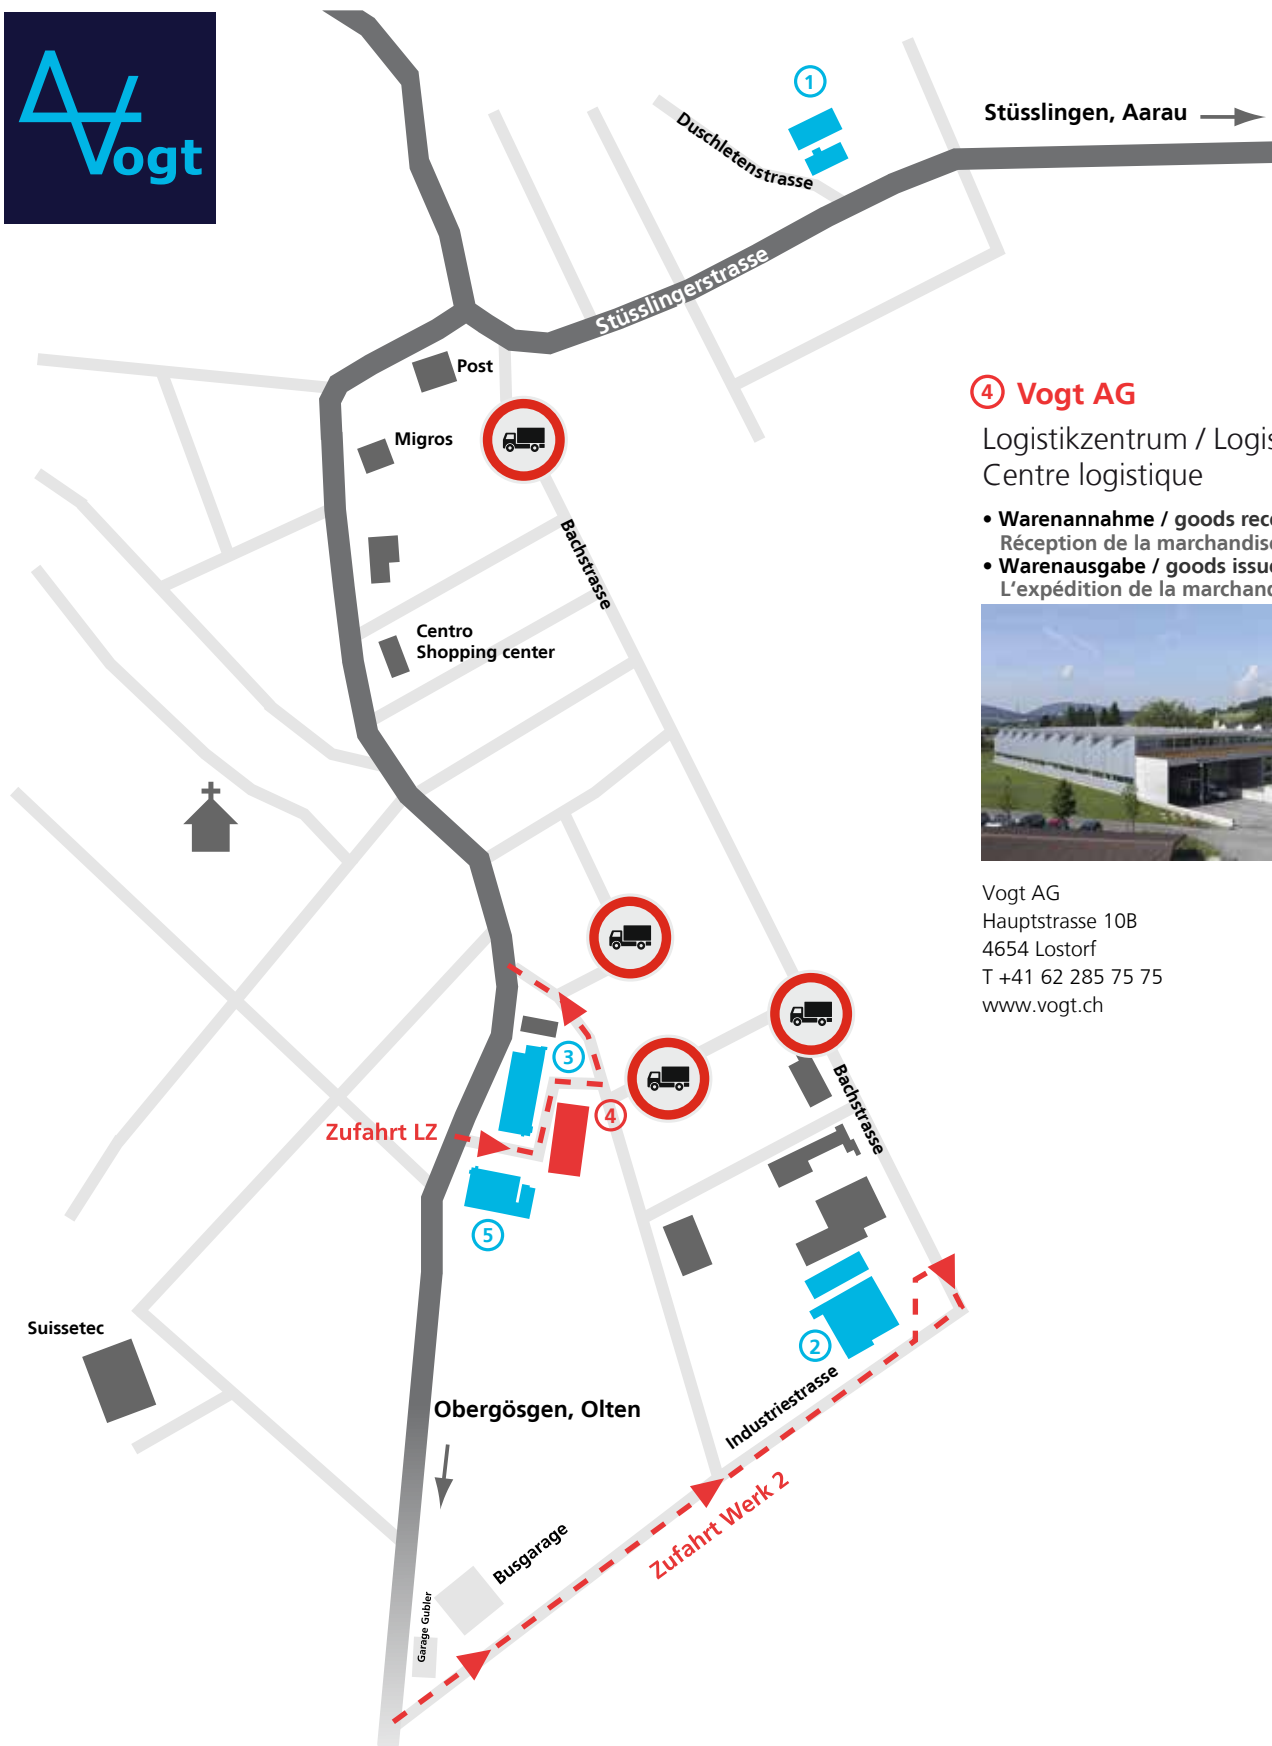 Vogt
1
Stüsslingen, Aarau
Duschletenstrasse
Stüsslingerstrasse
Post
Migros
Bachstrasse
Centro
Shopping center
4 Vogt AG
Logistikzentrum / Logis
Centre logistique
• Warenannahme / goods rec
Réception de la marchandis
• Warenausgabe / goods issu
L‘expédition de la marchand
Vogt AG
Hauptstrasse 10B
4654 Lostorf
T +41 62 285 75 75
www.vogt.ch
3
4
Zufahrt LZ
5
Bachstrasse
2
Suissetec
Industriestrasse
Obergösgen, Olten
Zufahrt Werk 2
Busgarage
Garage Gubler